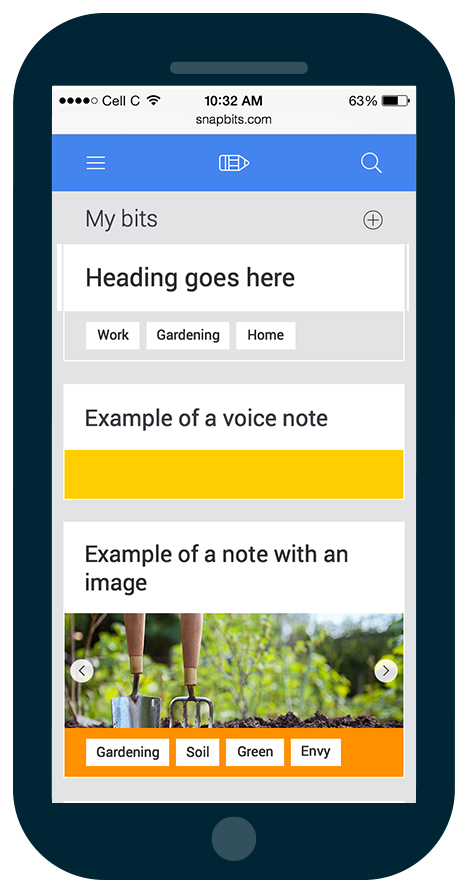 Cell C 10:32 AM 63%
snapbits.com
My bits
Heading goes here
Work Gardening Home
Example of a voice note
Example of a note with an
image
Gardening Soil Green Envy